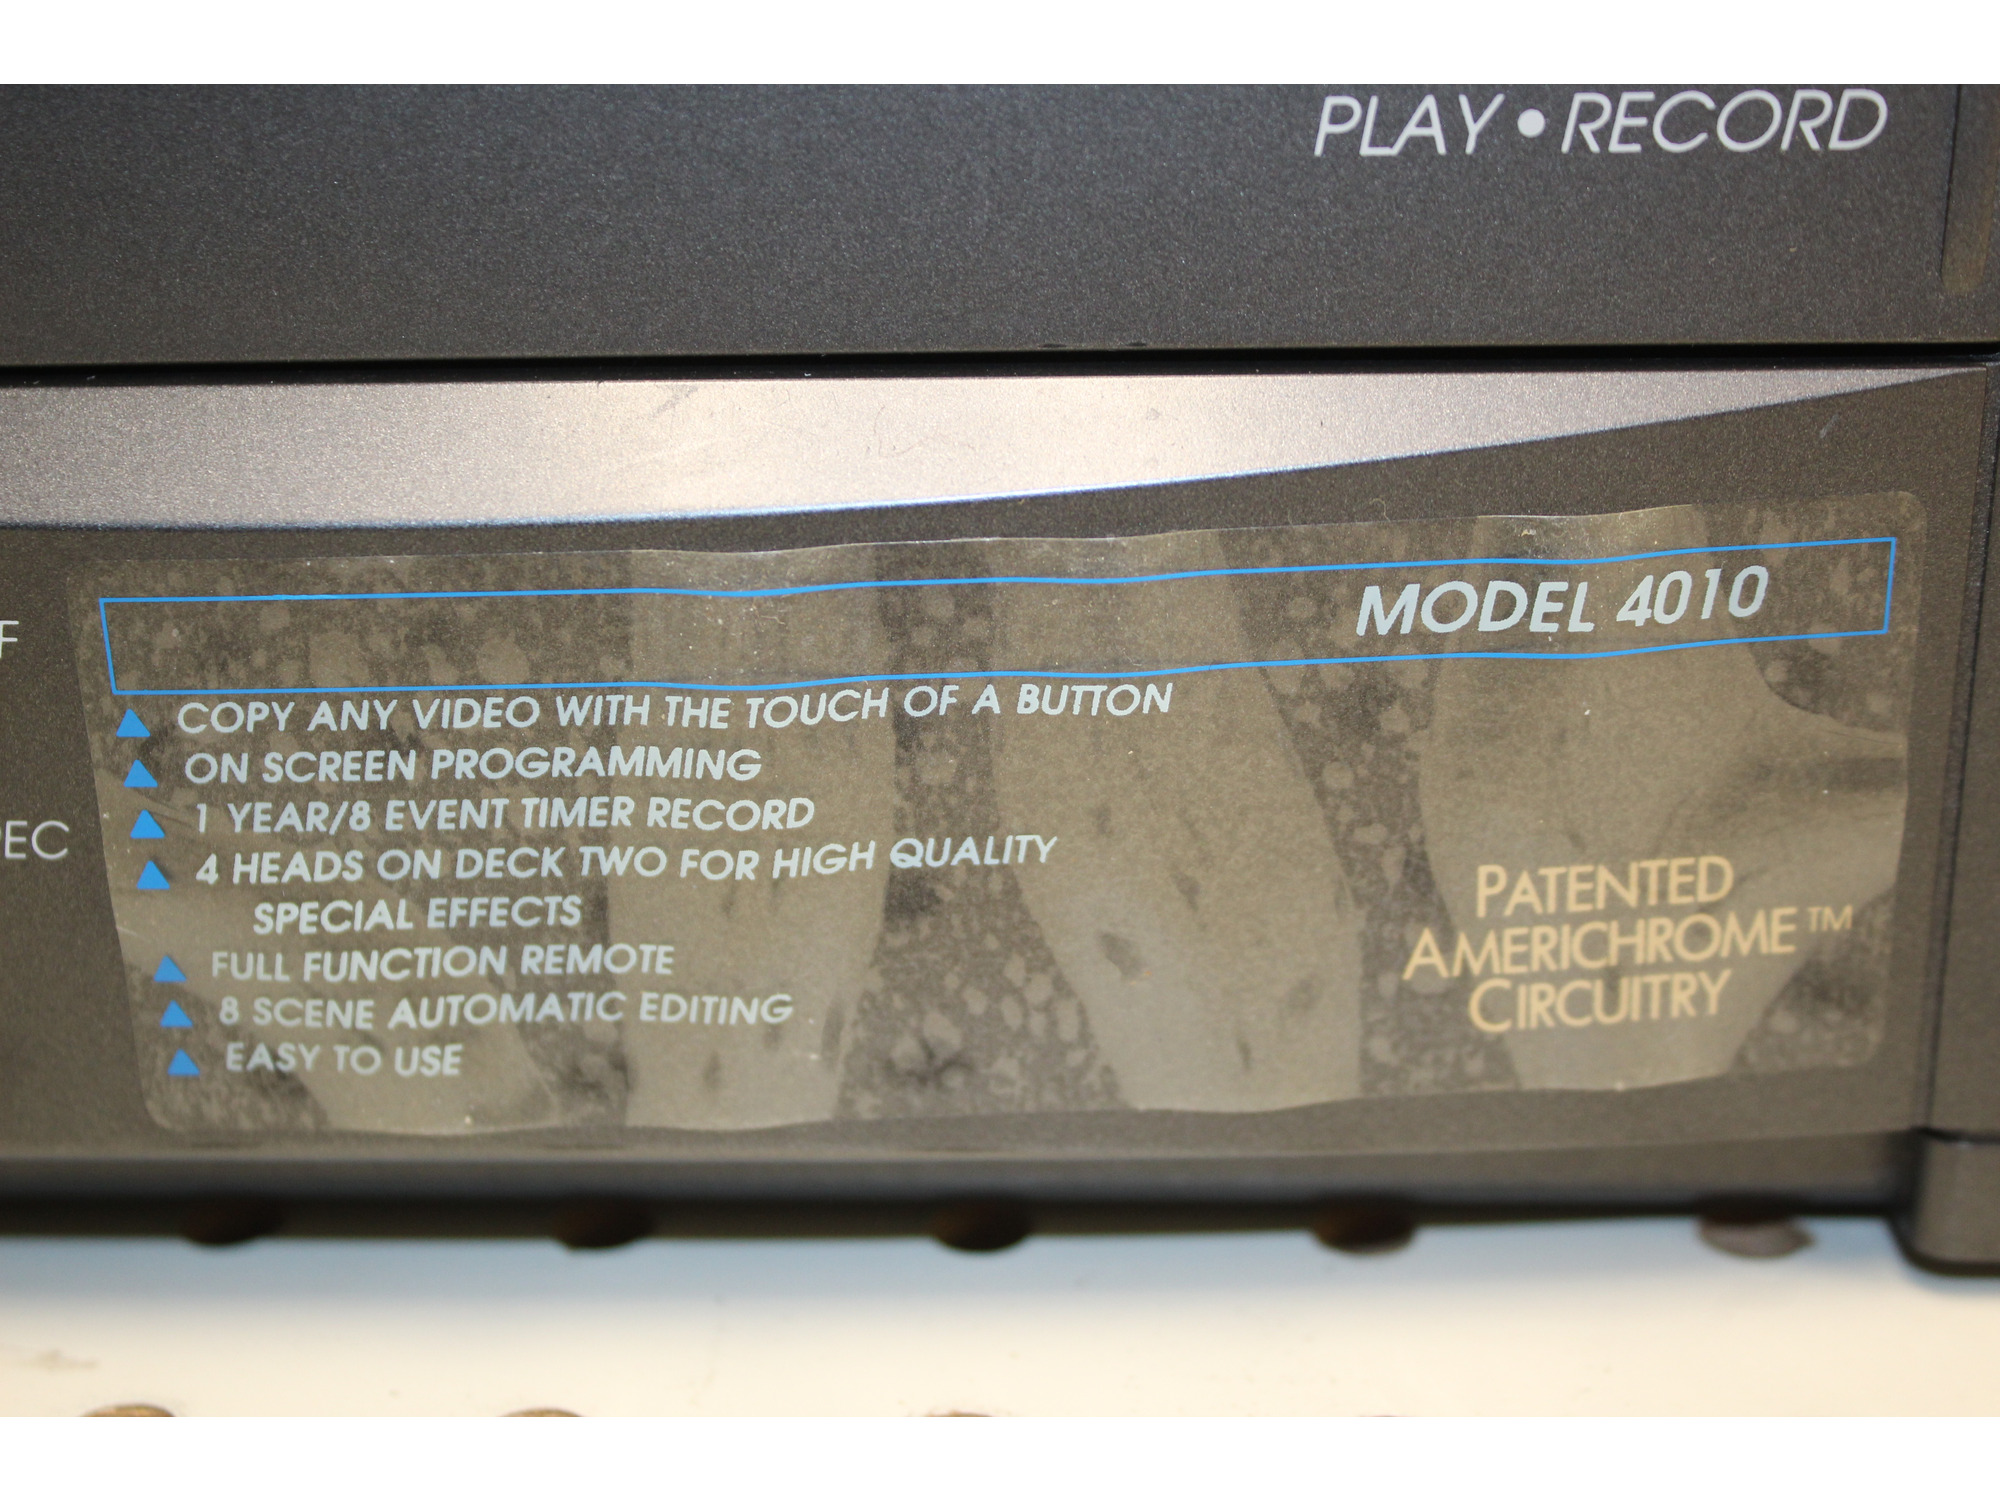 PLAY • RECORD
MODEL 4010
COPY ANY VIDEO WITH THE TOUCH OF A BUTTON
ON SCREEN PROGRAMMING
1 YEAR/8 EVENT TIMER RECORD
4 HEADS ON DECK TWO FOR HIGH QUALITY
SPECIAL EFFECTS
FULL FUNCTION REMOTE
8 SCENE AUTOMATIC EDITING
EASY TO USE
PATENTED
AMERICHROME™
CIRCUITRY